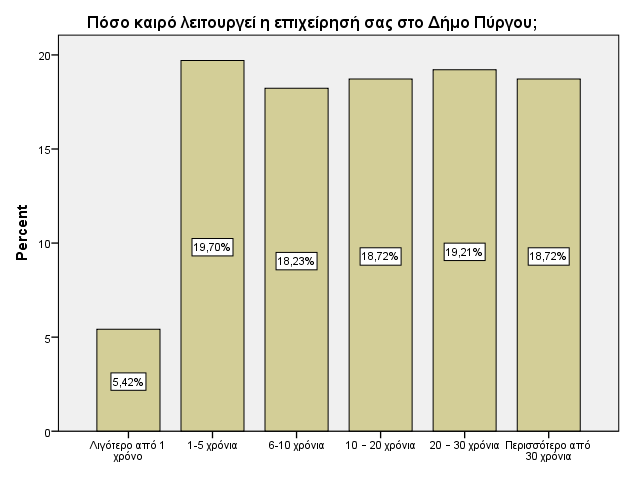 Πόσο καιρό λειτουργεί η επιχείρησή σας στο Δήμο Πύργου;
Percent
20
15
10
5
0
5,42%
19,70%
18,23%
18,72%
19,21%
18,72%
Λιγότερο από 1
χρόνο
1-5 χρόνια
6-10 χρόνια
10 – 20 χρόνια
20 – 30 χρόνια
Περισσότερο από
30 χρόνια